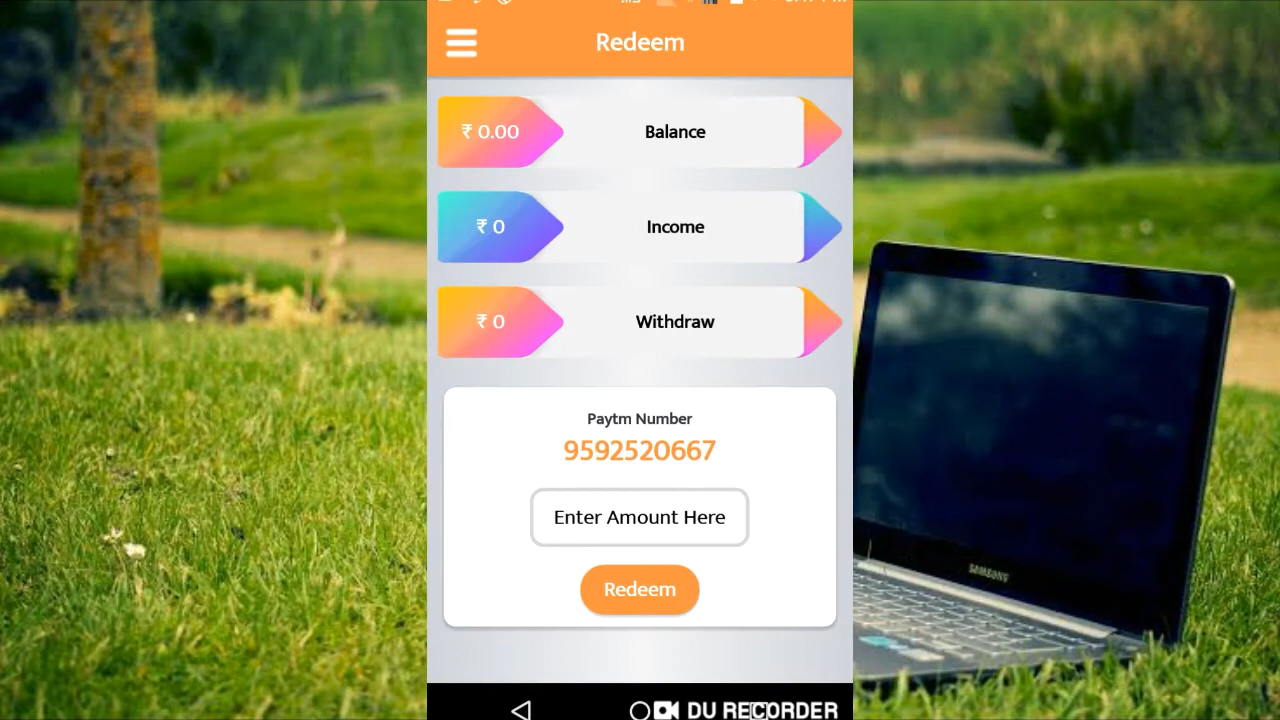 Redeem
₹ 0.00 Balance
₹ 0 Income
₹ 0 Withdraw
Paytm Number
9592520667
Enter Amount Here
Redeem
SAMSUNG
DU RECORDER